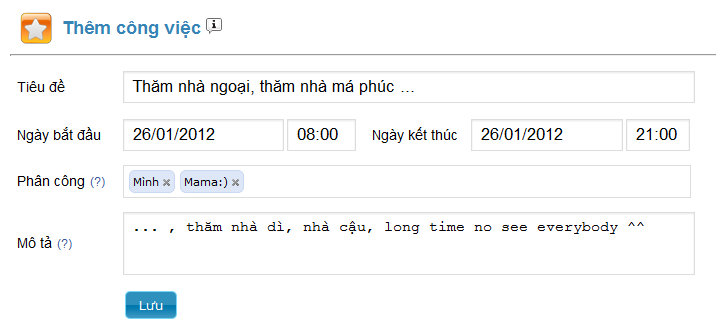 Thêm công việc
Tiêu đề
Thăm nhà ngoại, thăm nhà má phúc ...
Ngày bắt đầu 26/01/2012 08:00 Ngày kết thúc 26/01/2012 21:00
Phân công (?) Mình Mama:)
Mô tả (?) ... , thăm nhà dì, nhà cậu, long time no see everybody ^^
Lưu